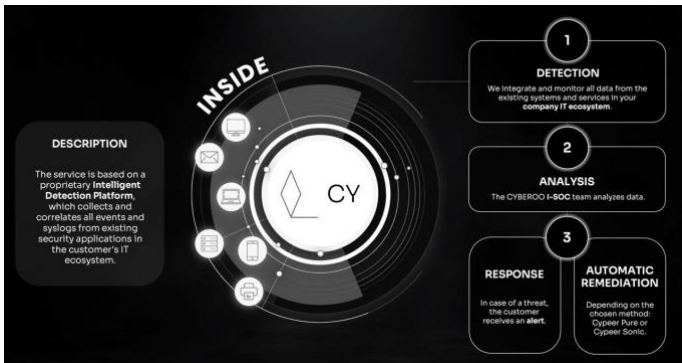 INSIDE
DESCRIPTION
The service is based on a
proprietary Intelligent
Detection Platform,
which collects and
correlates all events and
syslogs from existing
security applications in
the customer's IT
ecosystem.
CY
1
DETECTION
We integrate and monitor all data from the
existing systems and services in your
company IT ecosystem.
2
ANALYSIS
The CYBEROO I-SOC team analyzes data.
3
RESPONSE
In case of a threat,
the customer
receives an alert.
AUTOMATIC
REMEDIATION
Depending on the
chosen method:
Cypeer Pure or
Cypeer Sonic.